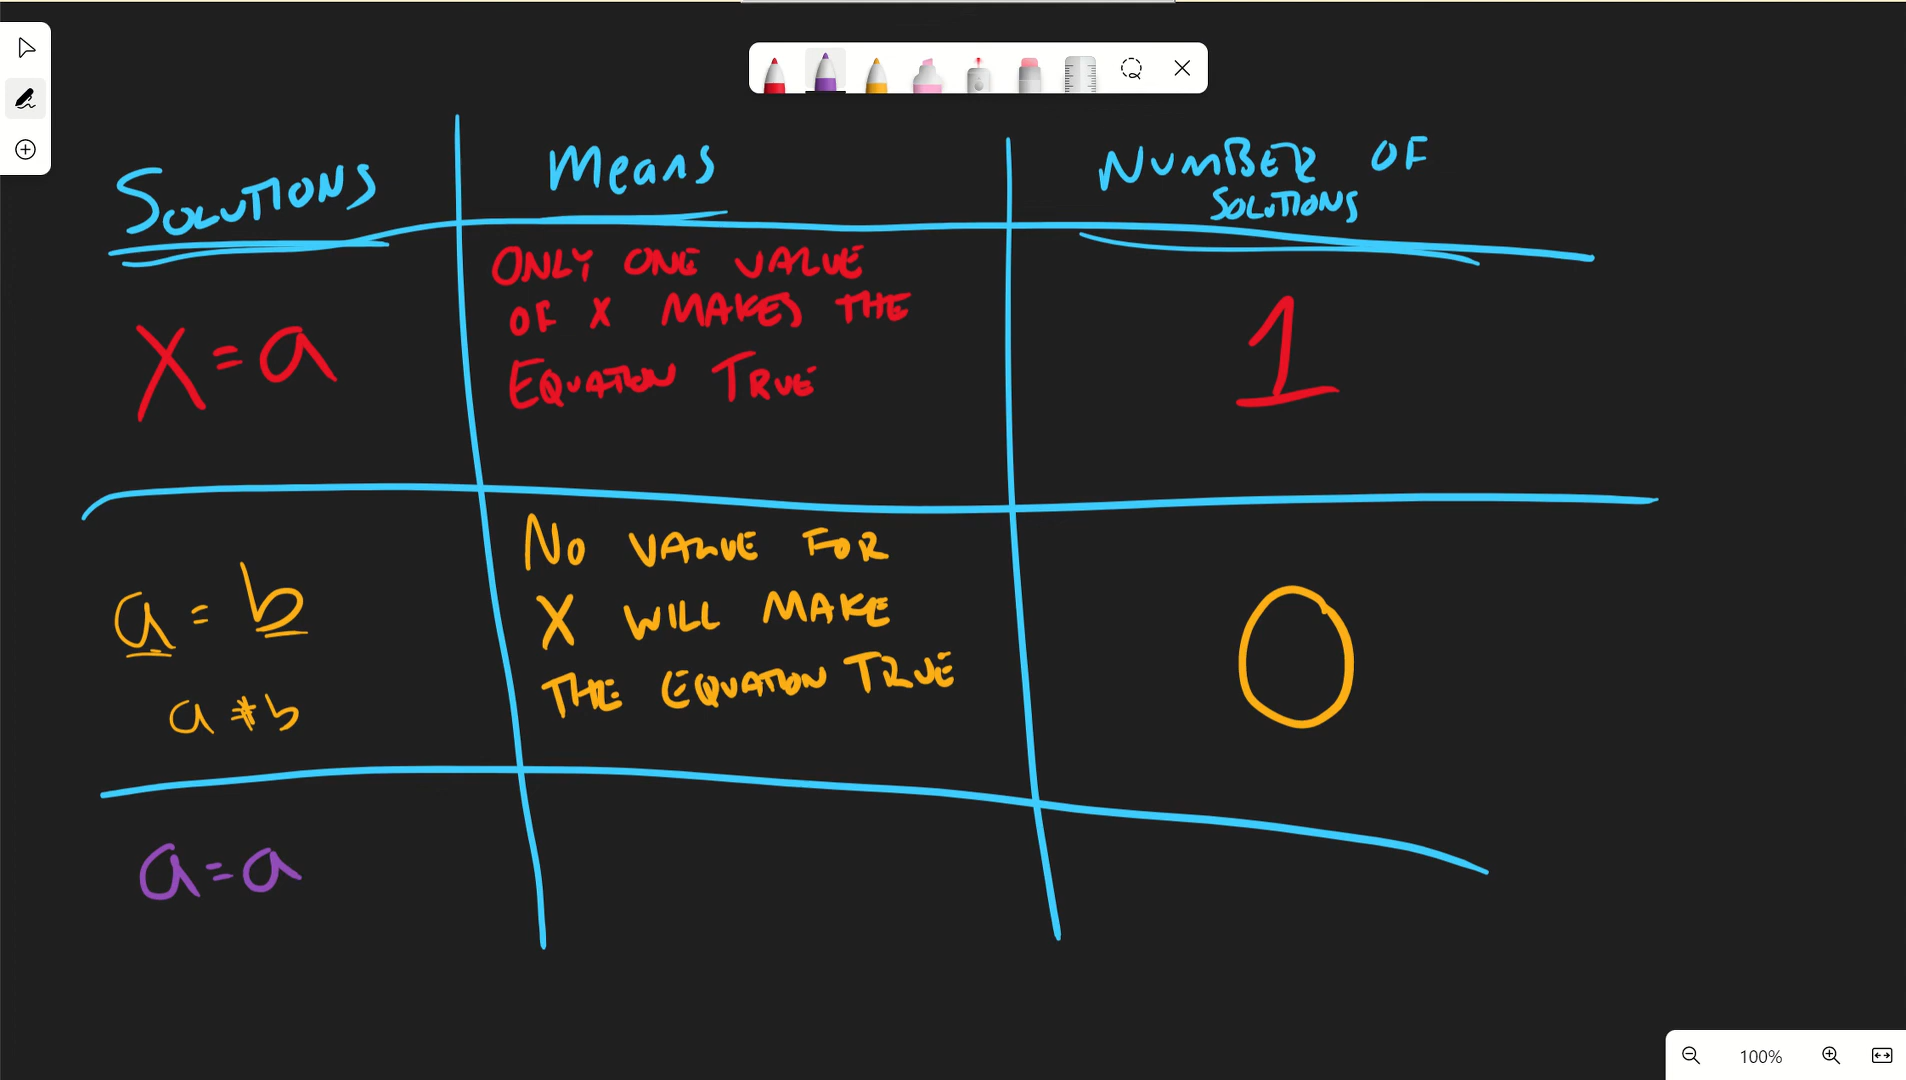 SOLUTIONS
Means
NUMBER OF
SOLUTIONS
X = a
ONLY ONE VALUE
OF X MAKES THE
EQUATION TRUE
1
a = b
a ≠ b
NO VALUE FOR
X WILL MAKE
THE EQUATION TRUE
0
a = a
100%